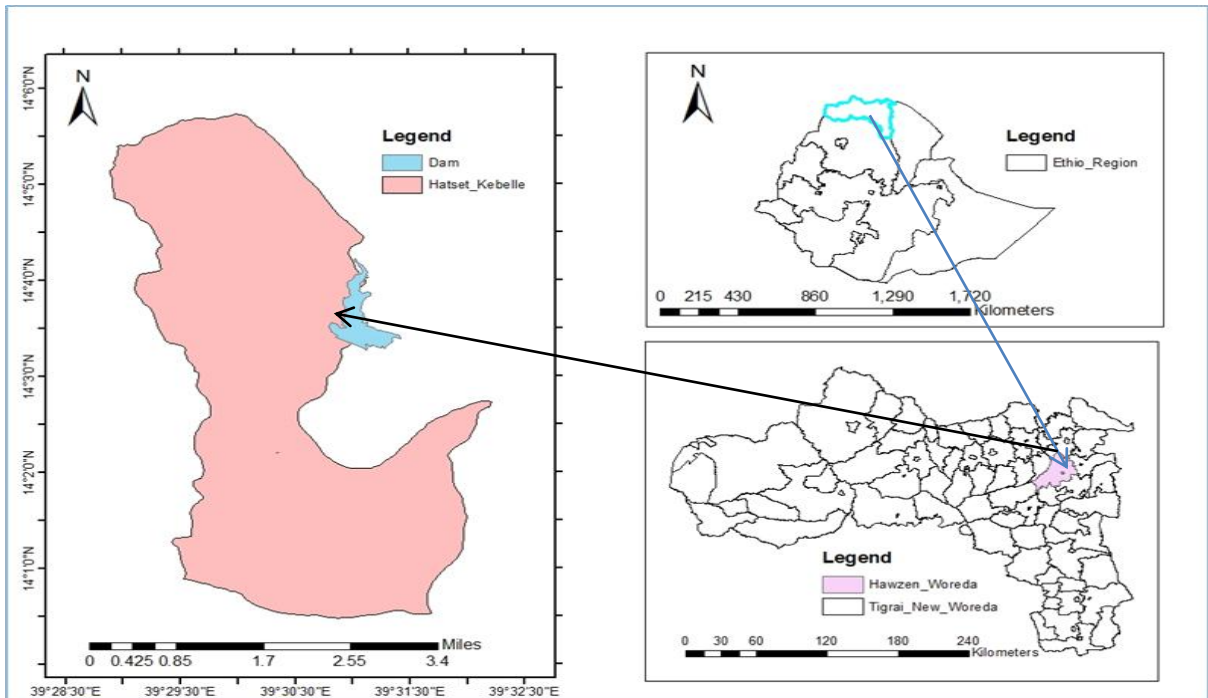 N
Legend
Dam
Hatset_Kebelle
14°6'0"N
14°5'0"N
14°4'0"N
14°3'0"N
14°2'0"N
14°1'0"N
Miles
0 0.425 0.85 1.7 2.55 3.4
39°28'30"E 39°29'30"E 39°30'30"E 39°31'30"E 39°32'30"E
N
Legend
Ethio_Region
0 215 430 860 1,290 1,720
Kilometers
Legend
Hawzen_Woreda
Tigrai_New_Woreda
0 30 60 120 180 240
Kilometers